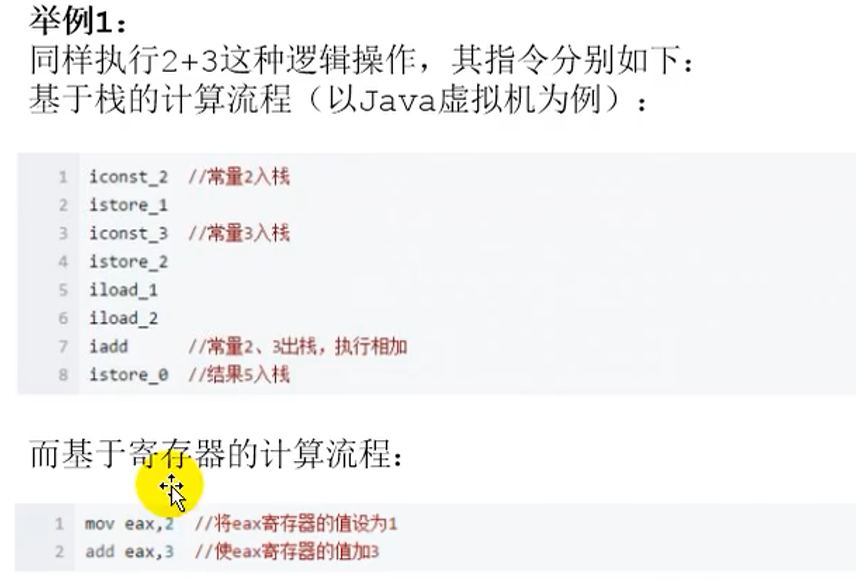 举例1：
同样执行2+3这种逻辑操作，其指令分别如下：
基于栈的计算流程（以Java虚拟机为例）：
1 iconst_2 //常量2入栈
2 istore_1
3 iconst_3 //常量3入栈
4 istore_2
5 iload_1
6 iload_2
7 iadd //常量2、3出栈，执行相加
8 istore_0 //结果5入栈
而基于寄存器的计算流程：
1 mov eax,2 //将eax寄存器的值设为1
2 add eax,3 //使eax寄存器的值加3